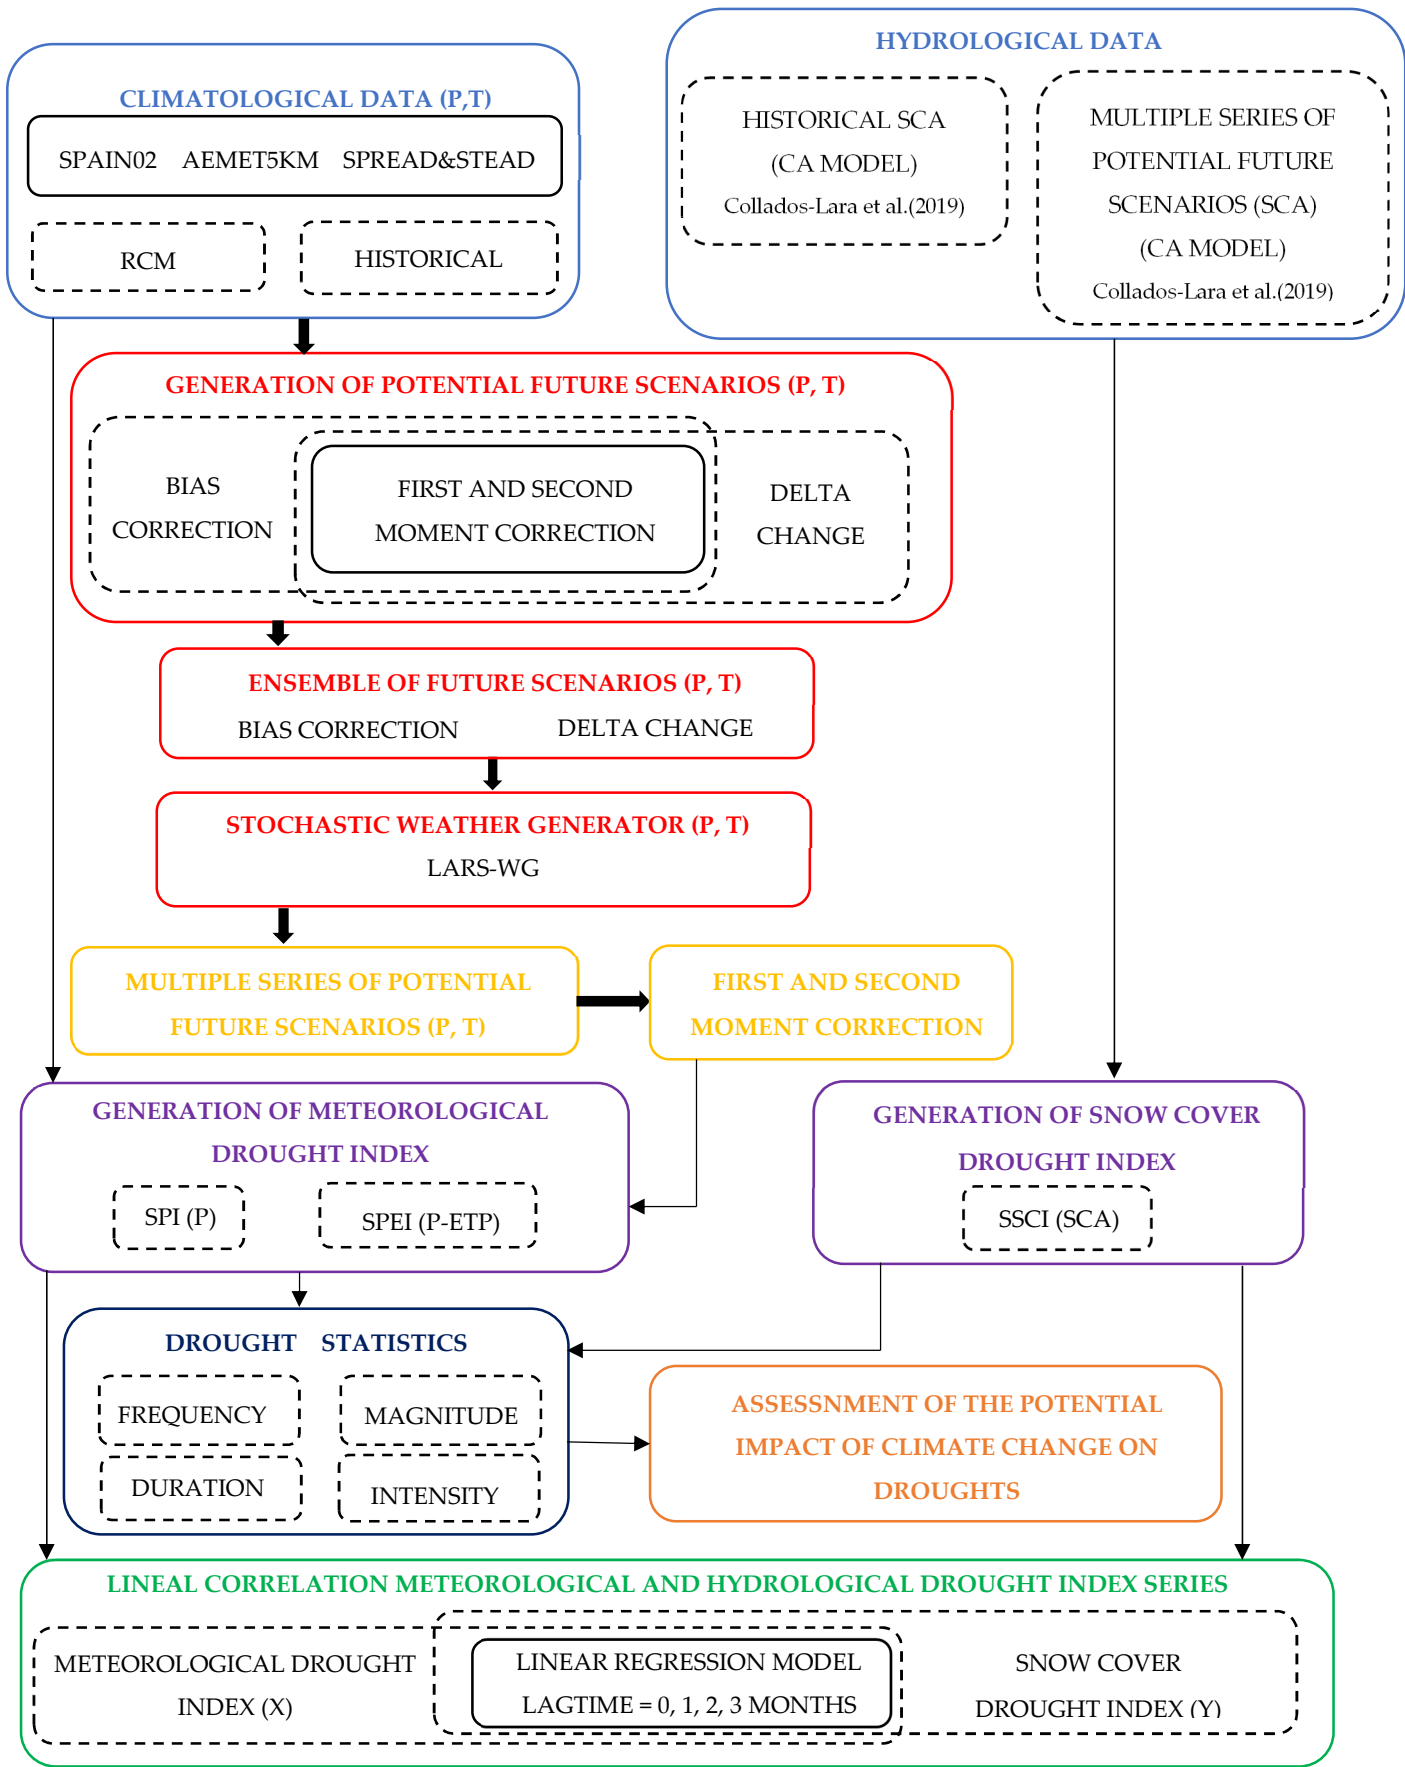 CLIMATOLOGICAL DATA (P,T)
SPAIN02 AEMET5KM SPREAD&STEAD
RCM
HISTORICAL
HYDROLOGICAL DATA
HISTORICAL SCA
(CA MODEL)
Collados-Lara et al.(2019)
MULTIPLE SERIES OF
POTENTIAL FUTURE
SCENARIOS (SCA)
(CA MODEL)
Collados-Lara et al.(2019)
GENERATION OF POTENTIAL FUTURE SCENARIOS (P, T)
BIAS
CORRECTION
FIRST AND SECOND
MOMENT CORRECTION
DELTA
CHANGE
ENSEMBLE OF FUTURE SCENARIOS (P, T)
BIAS CORRECTION
DELTA CHANGE
STOCHASTIC WEATHER GENERATOR (P, T)
LARS-WG
MULTIPLE SERIES OF POTENTIAL
FUTURE SCENARIOS (P, T)
FIRST AND SECOND
MOMENT CORRECTION
GENERATION OF METEOROLOGICAL
DROUGHT INDEX
SPI (P)
SPEI (P-ETP)
GENERATION OF SNOW COVER
DROUGHT INDEX
SSCI (SCA)
DROUGHT STATISTICS
FREQUENCY
MAGNITUDE
DURATION
INTENSITY
ASSESSNMENT OF THE POTENTIAL
IMPACT OF CLIMATE CHANGE ON
DROUGHTS
LINEAL CORRELATION METEOROLOGICAL AND HYDROLOGICAL DROUGHT INDEX SERIES
METEOROLOGICAL DROUGHT
INDEX (X)
LINEAR REGRESSION MODEL
LAGTIME = 0, 1, 2, 3 MONTHS
SNOW COVER
DROUGHT INDEX (Y)